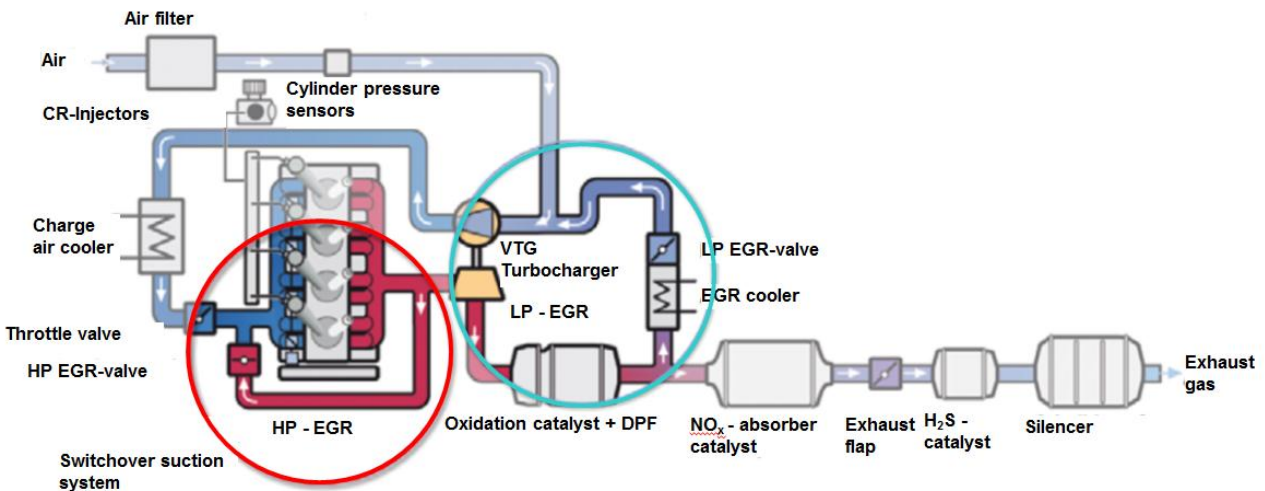 Air filter
Air
Cylinder pressure
sensors
CR-Injectors
Charge
air cooler
VTG
Turbocharger
LP EGR-valve
EGR cooler
LP - EGR
Throttle valve
HP EGR-valve
HP - EGR
Oxidation catalyst + DPF
NOx - absorber
catalyst
Exhaust
flap
H2S -
catalyst
Silencer
Exhaust
gas
Switchover suction
system